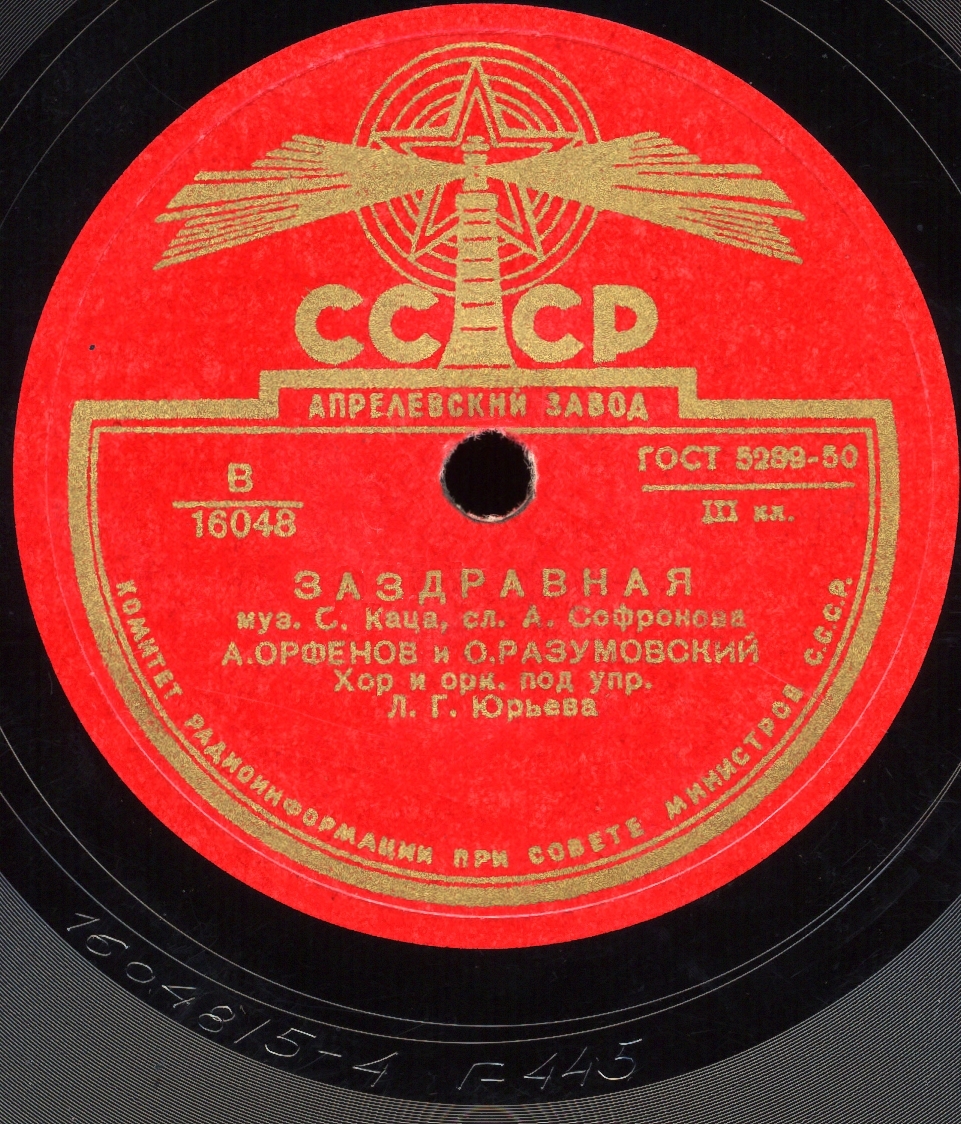 СССР
АПРЕЛЕВСКИЙ ЗАВОД
В
16048
ГОСТ 5289-50
III кл.
ЗАЗДРАВНАЯ
муз. С. Каца, сл. А. Софронова
А.ОРФЕНОВ и О.РАЗУМОВСКИЙ
Хор и орк. под упр.
Л. Г. Юрьева
КОМИТЕТ РАДИОИНФОРМАЦИИ ПРИ СОВЕТЕ МИНИСТРОВ С.С.С.Р.
16048/5-4 Г-445